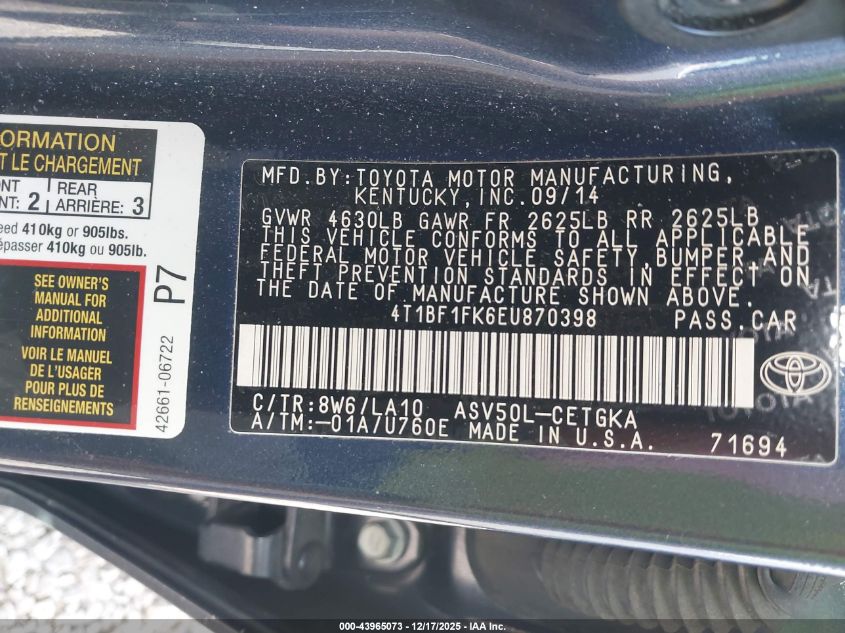 ORMATION
T LE CHARGEMENT
NT
NT: 2
REAR
ARRIÈRE: 3
eed 410kg or 905lbs.
épasser 410kg ou 905lb.
SEE OWNER'S
MANUAL FOR
ADDITIONAL
INFORMATION
VOIR LE MANUEL
DE L'USAGER
POUR PLUS DE
RENSEIGNEMENTS
P7
42661-06722
MFD.BY:TOYOTA MOTOR MANUFACTURING,
KENTUCKY,INC.09/14
GVWR 4630LB GAWR FR 2625LB RR 2625LB
THIS VEHICLE CONFORMS TO ALL APPLICABLE
FEDERAL MOTOR VEHICLE SAFETY,BUMPER,AND
THEFT PREVENTION STANDARDS IN EFFECT ON
THE DATE OF MANUFACTURE SHOWN ABOVE.
4T1BF1FK6EU870398 PASS.CAR
C/TR:8W6/LA10 ASV50L-CETGKA
A/TM:-01A/U760E MADE IN U.S.A. 71694
000-43965073 - 12/17/2025 - IAA Inc.